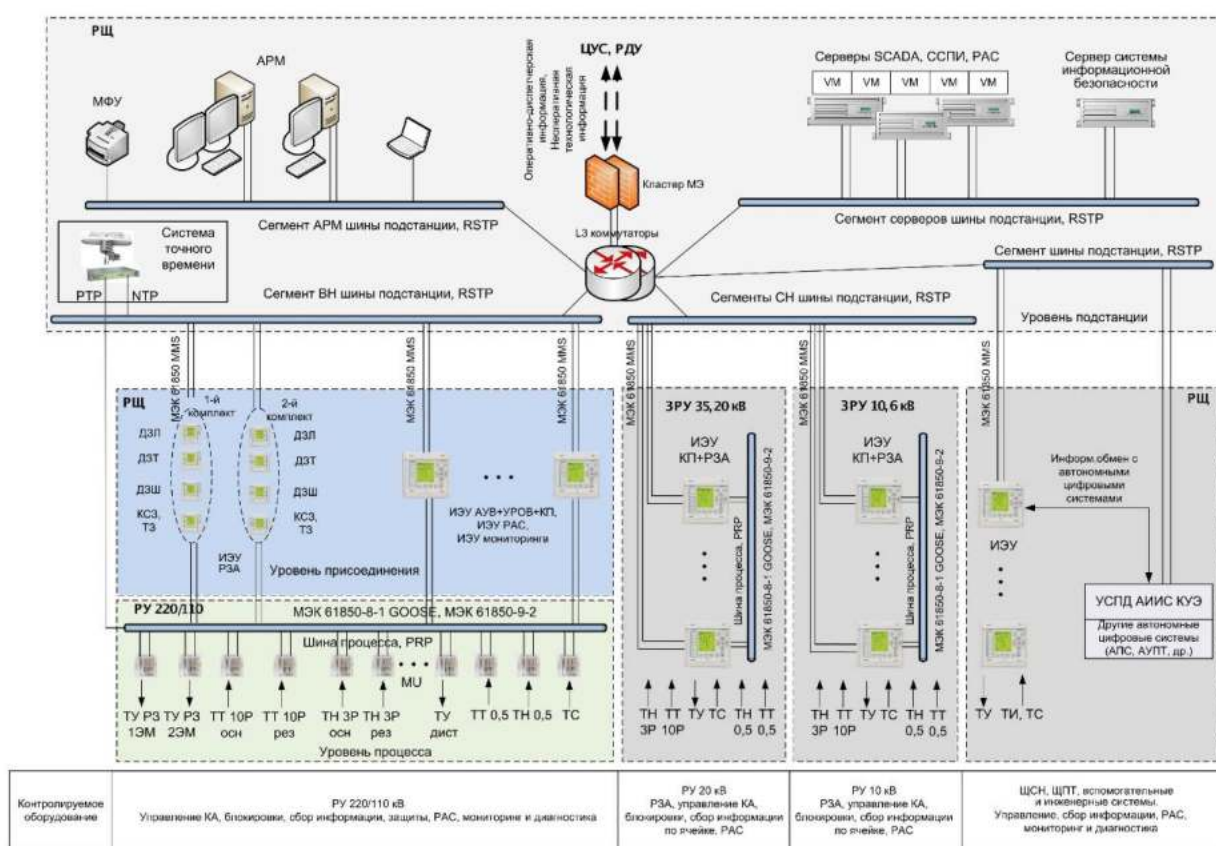 РЩ
АРМ
МФУ
ЦУС, РДУ
Оперативно-диспетчерская
информация,
Неоперативная
технологическая
информация
Серверы SCADA, ССПИ, РАС
VM VM VM VM VM
Сервер системы
информационной
безопасности
Кластер МЭ
Сегмент АРМ шины подстанции, RSTP
Сегмент серверов шины подстанции, RSTP
L3 коммутаторы
Система
точного
времени
PTP NTP
Сегмент ВН шины подстанции, RSTP
Сегменты СН шины подстанции, RSTP
Сегмент шины подстанции, RSTP
Уровень подстанции
МЭК 61850 MMS
МЭК 61850 MMS
МЭК 61850 MMS
МЭК 61850 MMS
МЭК 61850 MMS
МЭК 61850 MMS
РЩ
1-й
комплект
2-й
комплект
ДЗЛ ДЗЛ
ДЗТ ДЗТ
ДЗШ ДЗШ
КСЗ,
ТЗ
КСЗ,
ТЗ
ИЭУ
РЗА
• • •
ИЭУ АУВ+УРОВ+КП,
ИЭУ РАС,
ИЭУ мониторинга
Уровень присоединения
РУ 220/110
МЭК 61850-8-1 GOOSE, МЭК 61850-9-2
Шина процесса, PRP
• • •
MU
ТУ РЗ
1ЭМ
ТУ РЗ
2ЭМ
ТТ 10Р
осн
ТТ 10Р
рез
ТН 3Р
осн
ТН 3Р
рез
ТУ
дист
ТТ 0,5
ТН 0,5
ТС
Уровень процесса
ЗРУ 35,20 кВ
ИЭУ
КП+РЗА
Шина процесса, PRP
МЭК 61850-8-1 GOOSE, МЭК 61850-9-2
ТН
3Р
ТТ
10Р
ТУ
ТС
ТН
0,5
ТТ
0,5
ЗРУ 10,6 кВ
ИЭУ
КП+РЗА
Шина процесса, PRP
МЭК 61850-8-1 GOOSE, МЭК 61850-9-2
ТН
3Р
ТТ
10Р
ТУ
ТС
ТН
0,5
ТТ
0,5
РЩ
Информ.обмен с
автономными
цифровыми
системами
ИЭУ
УСПД АИИС КУЭ
Другие автономные
цифровые системы
(АПС, АУПТ, др.)
ТУ
ТИ, ТС
Контролируемое
оборудование
РУ 220/110 кВ
Управление КА, блокировки, сбор информации, защиты, РАС, мониторинг и диагностика
РУ 20 кВ
РЗА, управление КА,
блокировки, сбор информации
по ячейке, РАС
РУ 10 кВ
РЗА, управление КА,
блокировки, сбор информации
по ячейке, РАС
ЩСН, ЩПТ, вспомогательные
и инженерные системы.
Управление, сбор информации, РАС,
мониторинг и диагностика